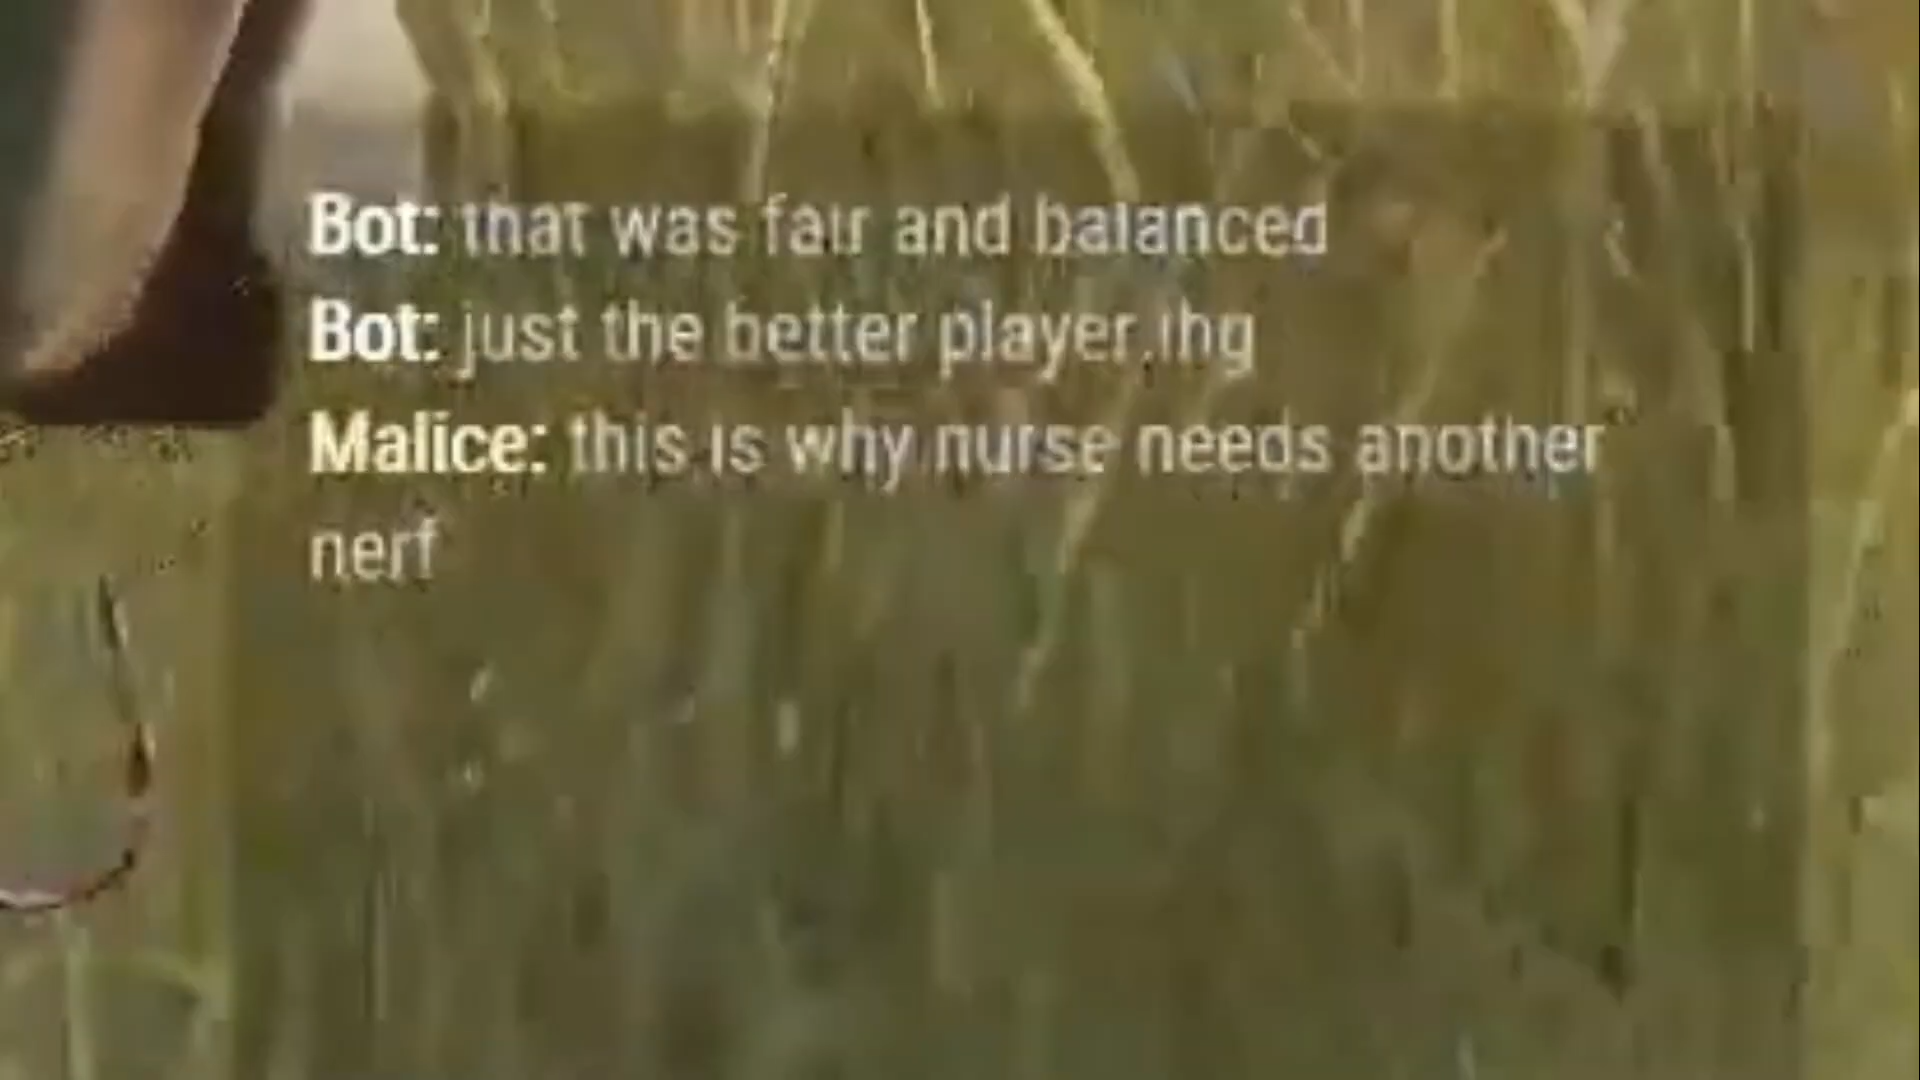 Bot: that was fair and balanced
Bot: just the better player ihg
Malice: this is why nurse needs another
nerf